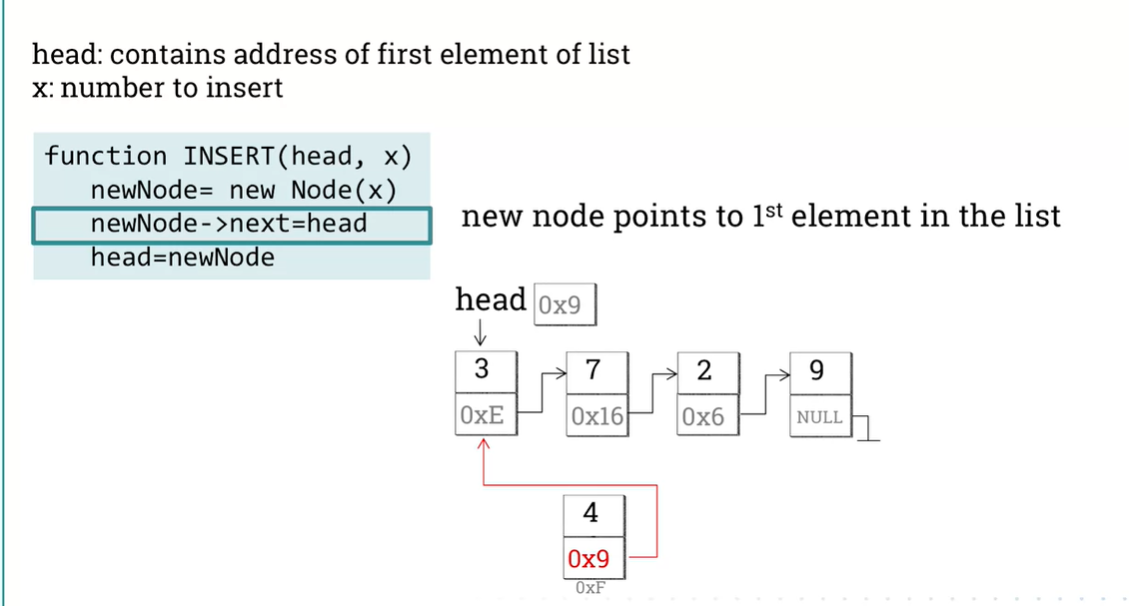 head: contains address of first element of list
x: number to insert
function INSERT(head, x)
newNode= new Node(x)
newNode->next=head
head=newNode
new node points to 1st element in the list
head 0x9
3 7 2 9
0xE 0x16 0x6 NULL
4
0x9
0xF